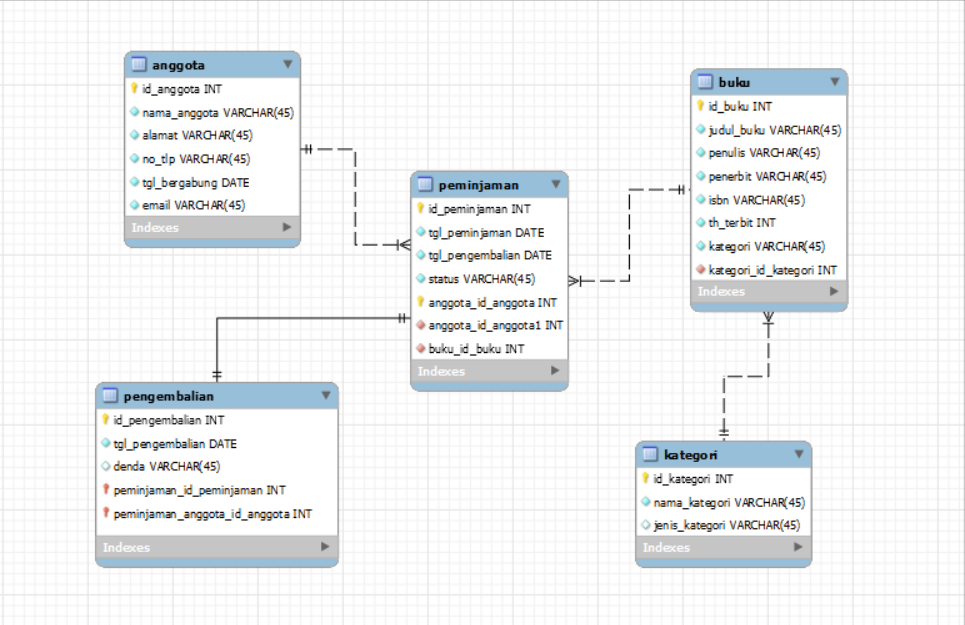 anggota
id_anggota INT
nama_anggota VARCHAR(45)
alamat VARCHAR(45)
no_tlp VARCHAR(45)
tgl_bergabung DATE
email VARCHAR(45)
Indexes
peminjaman
id_peminjaman INT
tgl_peminjaman DATE
tgl_pengembalian DATE
status VARCHAR(45)
anggota_id_anggota INT
anggota_id_anggota1 INT
buku_id_buku INT
Indexes
buku
id_buku INT
judul_buku VARCHAR(45)
penulis VARCHAR(45)
penerbit VARCHAR(45)
isbn VARCHAR(45)
th_terbit INT
kategori VARCHAR(45)
kategori_id_kategori INT
Indexes
pengembalian
id_pengembalian INT
tgl_pengembalian DATE
denda VARCHAR(45)
peminjaman_id_peminjaman INT
peminjaman_anggota_id_anggota INT
Indexes
kategori
id_kategori INT
nama_kategori VARCHAR(45)
jenis_kategori VARCHAR(45)
Indexes